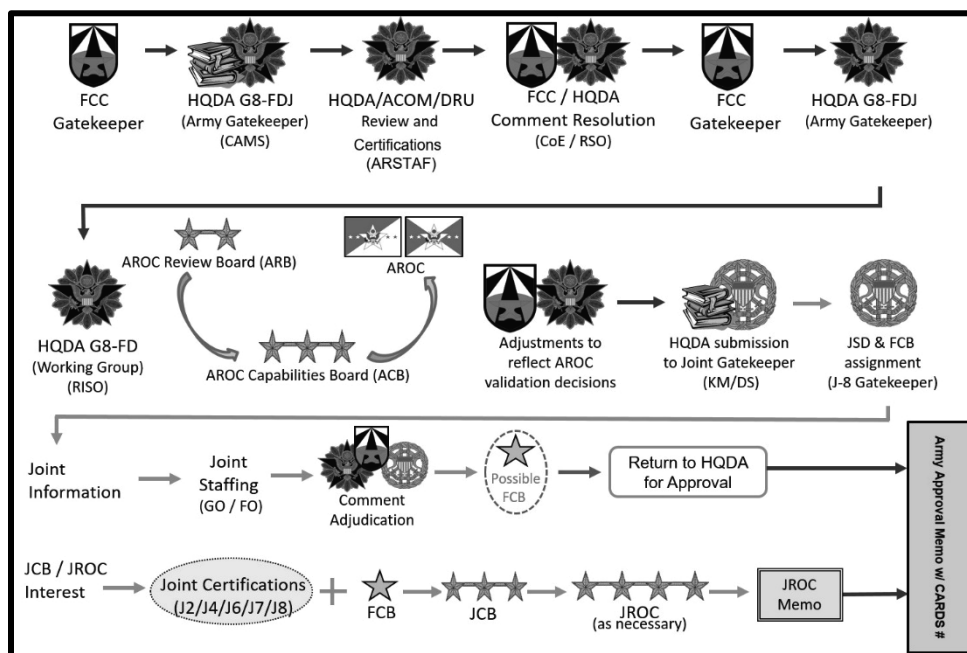 FCC
Gatekeeper
HQDA G8-FDJ
(Army Gatekeeper)
(CAMS)
HQDA/ACOM/DRU
Review and
Certifications
(ARSTAF)
FCC / HQDA
Comment Resolution
(CoE / RSO)
FCC
Gatekeeper
HQDA G8-FDJ
(Army Gatekeeper)
HQDA G8-FD
(Working Group)
(RISO)
AROC Review Board (ARB)
AROC Capabilities Board (ACB)
AROC
Adjustments to
reflect AROC
validation decisions
HQDA submission
to Joint Gatekeeper
(KM/DS)
JSD & FCB
assignment
(J-8 Gatekeeper)
Joint
Information
Joint
Staffing
(GO / FO)
Comment
Adjudication
Possible
FCB
Return to HQDA
for Approval
JCB / JROC
Interest
Joint Certifications
(J2/J4/J6/J7/J8)
FCB
JCB
JROC
(as necessary)
JROC
Memo
Army Approval Memo w/ CARDS #